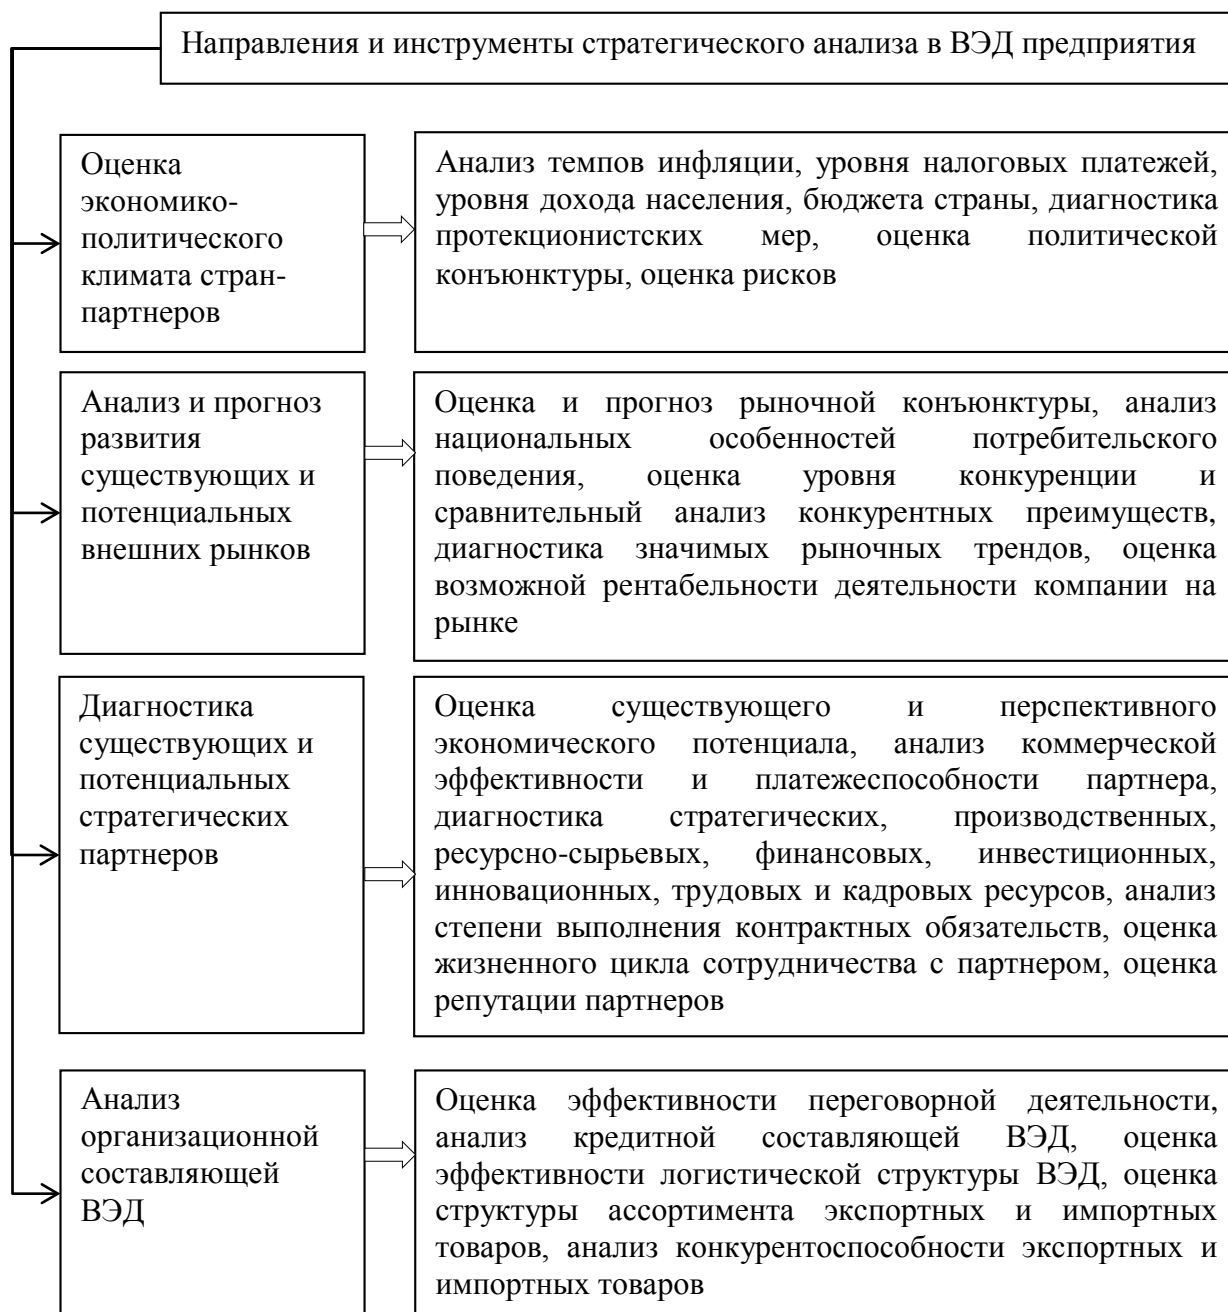 Направления и инструменты стратегического анализа в ВЭД предприятия
Оценка
экономико-
политического
климата стран-
партнеров
Анализ темпов инфляции, уровня налоговых платежей,
уровня дохода населения, бюджета страны, диагностика
протекционистских мер, оценка политической
конъюнктуры, оценка рисков
Анализ и прогноз
развития
существующих и
потенциальных
внешних рынков
Оценка и прогноз рыночной конъюнктуры, анализ
национальных особенностей потребительского
поведения, оценка уровня конкуренции и
сравнительный анализ конкурентных преимуществ,
диагностика значимых рыночных трендов, оценка
возможной рентабельности деятельности компании на
рынке
Диагностика
существующих и
потенциальных
стратегических
партнеров
Оценка существующего и перспективного
экономического потенциала, анализ коммерческой
эффективности и платежеспособности партнера,
диагностика стратегических, производственных,
ресурсно-сырьевых, финансовых, инвестиционных,
инновационных, трудовых и кадровых ресурсов, анализ
степени выполнения контрактных обязательств, оценка
жизненного цикла сотрудничества с партнером, оценка
репутации партнеров
Анализ
организационной
составляющей
ВЭД
Оценка эффективности переговорной деятельности,
анализ кредитной составляющей ВЭД, оценка
эффективности логистической структуры ВЭД, оценка
структуры ассортимента экспортных и импортных
товаров, анализ конкурентоспособности экспортных и
импортных товаров